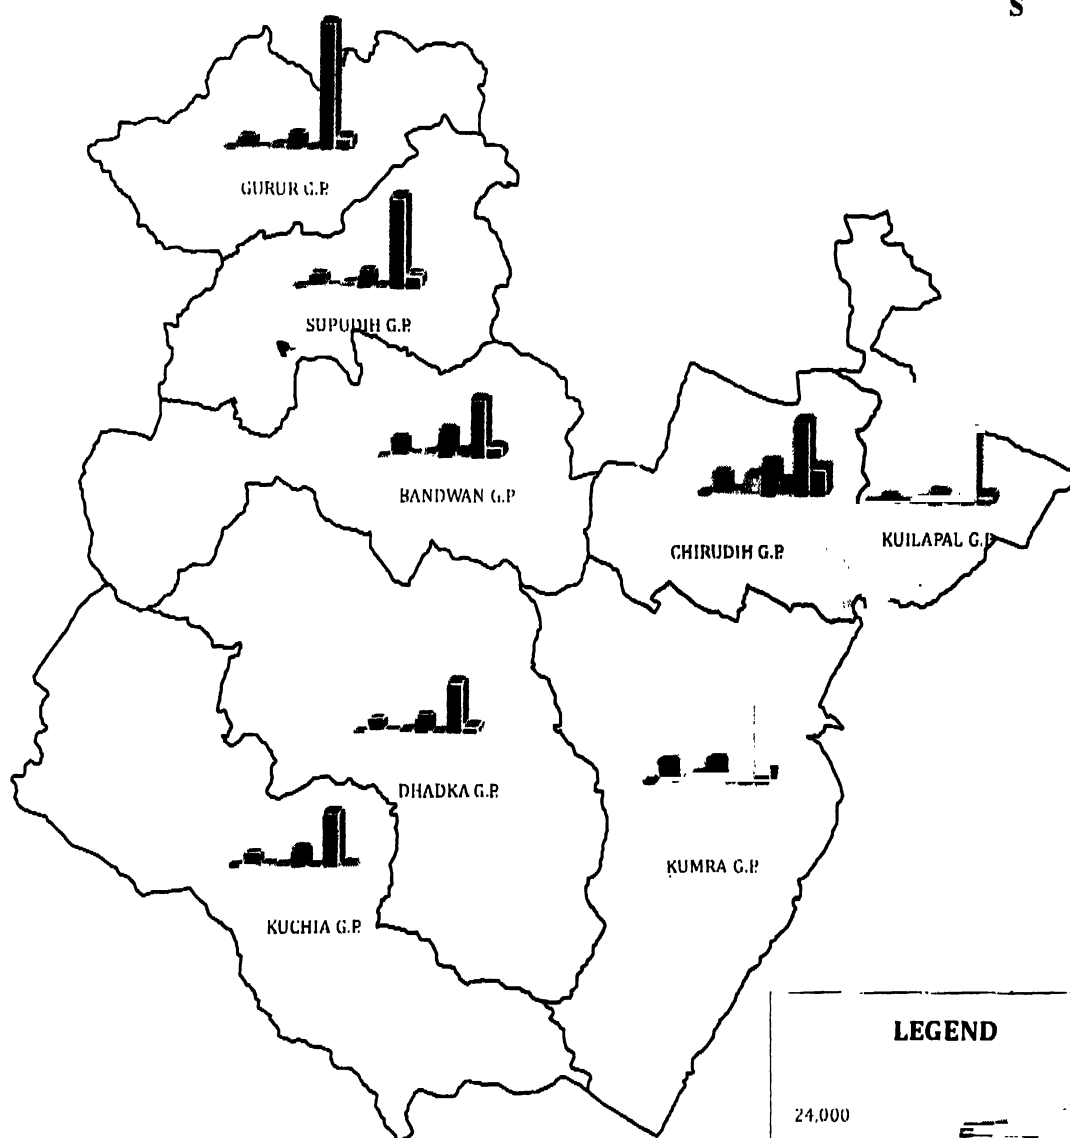 S
GURUR G.P.
SUPUDIH G.P.
BANDWAN G.P.
CHIRUDIH G.P.
KUILAPAL G.P.
DHADKA G.P.
KUMRA G.P.
KUCHIA G.P.
LEGEND
24,000